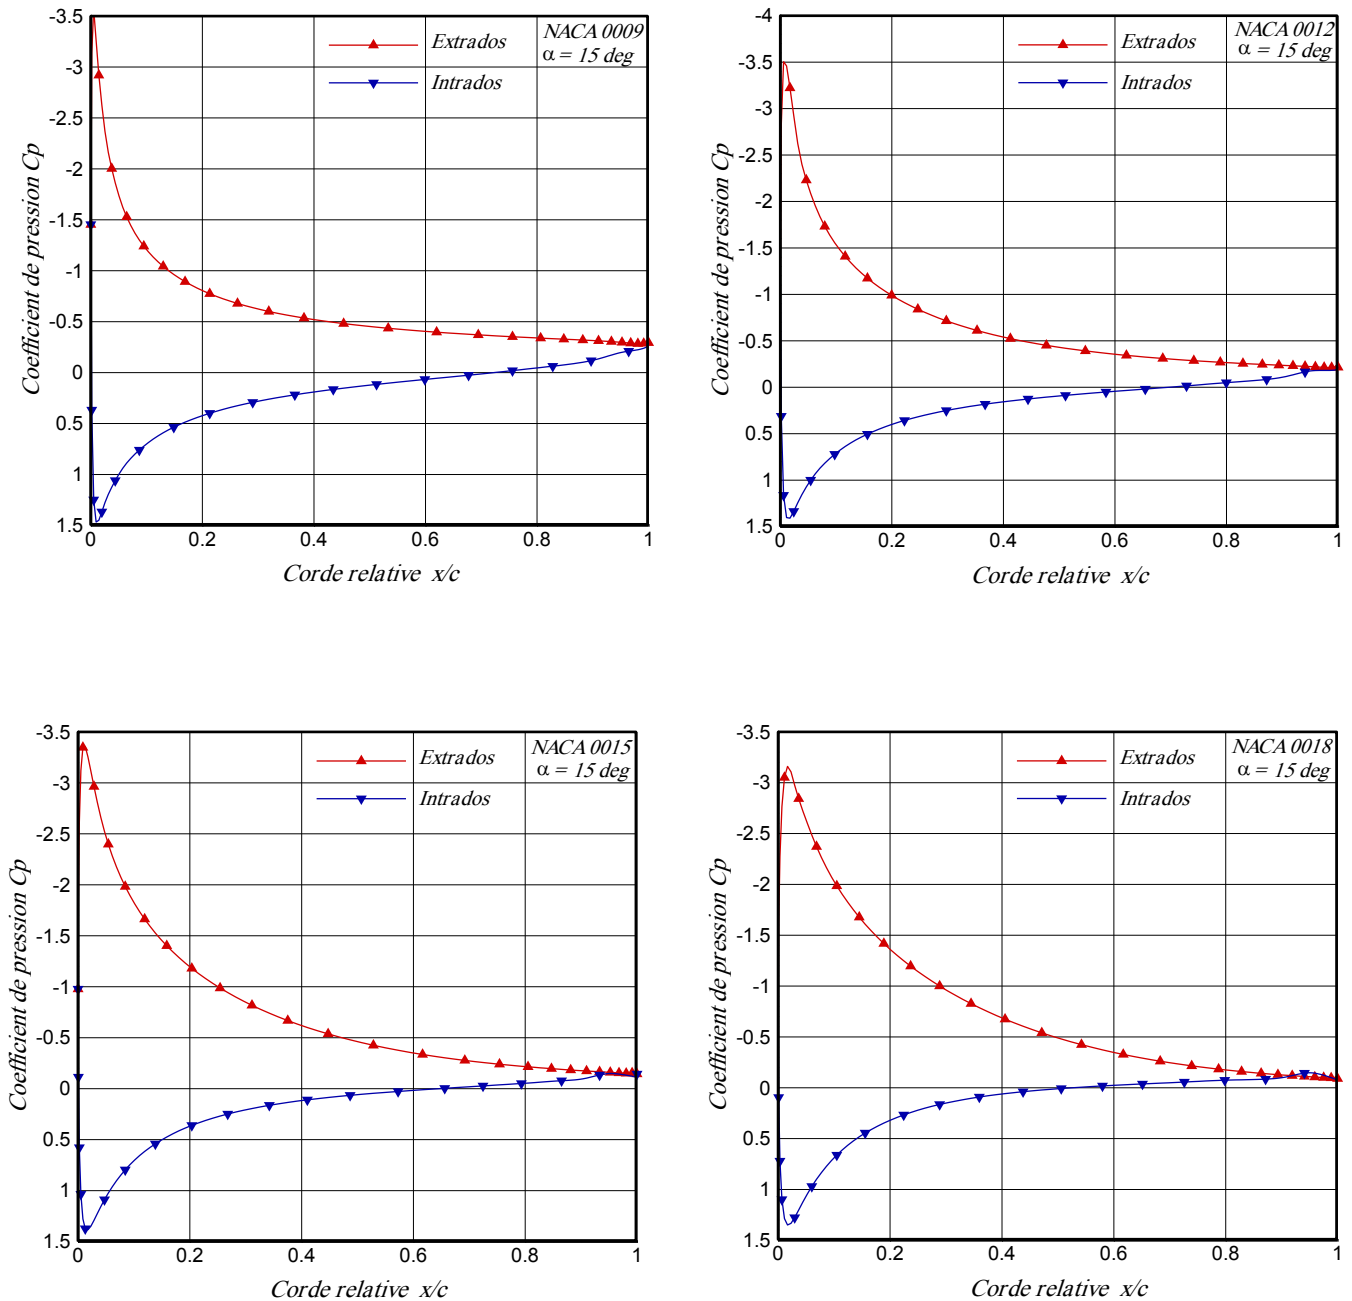 -3.5
-3
-2.5
-2
-1.5
-1
-0.5
0
0.5
1
1.5
Coefficient de pression Cp
Extrados
Intrados
NACA 0009
α = 15 deg
0 0.2 0.4 0.6 0.8 1
Corde relative x/c
-4
-3.5
-3
-2.5
-2
-1.5
-1
-0.5
0
0.5
1
1.5
Coefficient de pression Cp
Extrados
Intrados
NACA 0012
α = 15 deg
0 0.2 0.4 0.6 0.8 1
Corde relative x/c
-3.5
-3
-2.5
-2
-1.5
-1
-0.5
0
0.5
1
1.5
Coefficient de pression Cp
Extrados
Intrados
NACA 0015
α = 15 deg
0 0.2 0.4 0.6 0.8 1
Corde relative x/c
-3.5
-3
-2.5
-2
-1.5
-1
-0.5
0
0.5
1
1.5
Coefficient de pression Cp
Extrados
Intrados
NACA 0018
α = 15 deg
0 0.2 0.4 0.6 0.8 1
Corde relative x/c